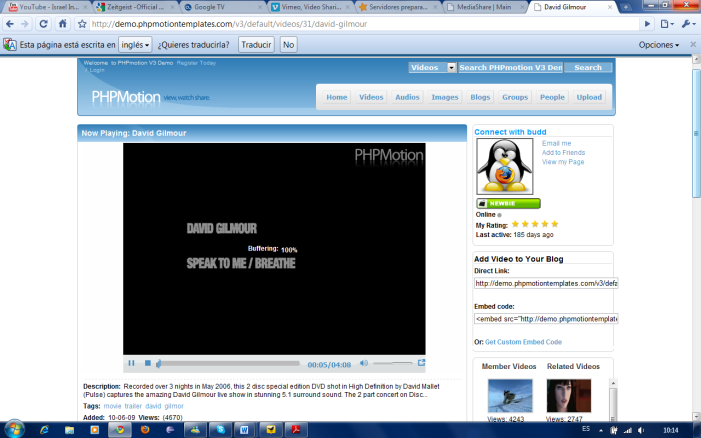 YouTube - Israel In...
Zeitgeist - Official ...
Google TV
Vimeo, Video Shari...
Servidores prepara...
MediaShare | Main
David Gilmour
http://demo.phpmotiontemplates.com/v3/default/videos/31/david-gilmour
Esta página está escrita en inglés ¿Quieres traducirla? Traducir No
Opciones
Welcome to PHPmotion V3 Demo Register Today
Login
Videos Search PHPmotion V3 Den Search
PHPMotion view,watch share.
Home Videos Audios Images Blogs Groups People Upload
Now Playing: David Gilmour
PHPMotion
DAVID GILMOUR
Buffering: 100%
SPEAK TO ME / BREATHE
00:05/04:08
Description: Recorded over 3 nights in May 2006, this 2 disc special edition DVD shot in High Definition by David Mallet
(Pulse) captures the amazing David Gilmour live show in stunning 5.1 surround sound. The 2 part concert on Disc...
Tags: movie trailer david gilmor
Added: 10-06-09 Views: (4670)
Connect with budd
Email me
Add to Friends
View my Page
NEWBIE
Online
My Rating:
Last active: 185 days ago
Add Video to Your Blog
Direct Link:
http://demo.phpmotiontemplates.com/v3/defa
Embed code:
<embed src="http://demo.phpmotiontemplate
Or: Get Custom Embed Code
Member Videos Related Videos
Views: 4243 Views: 2747
ES 10:14